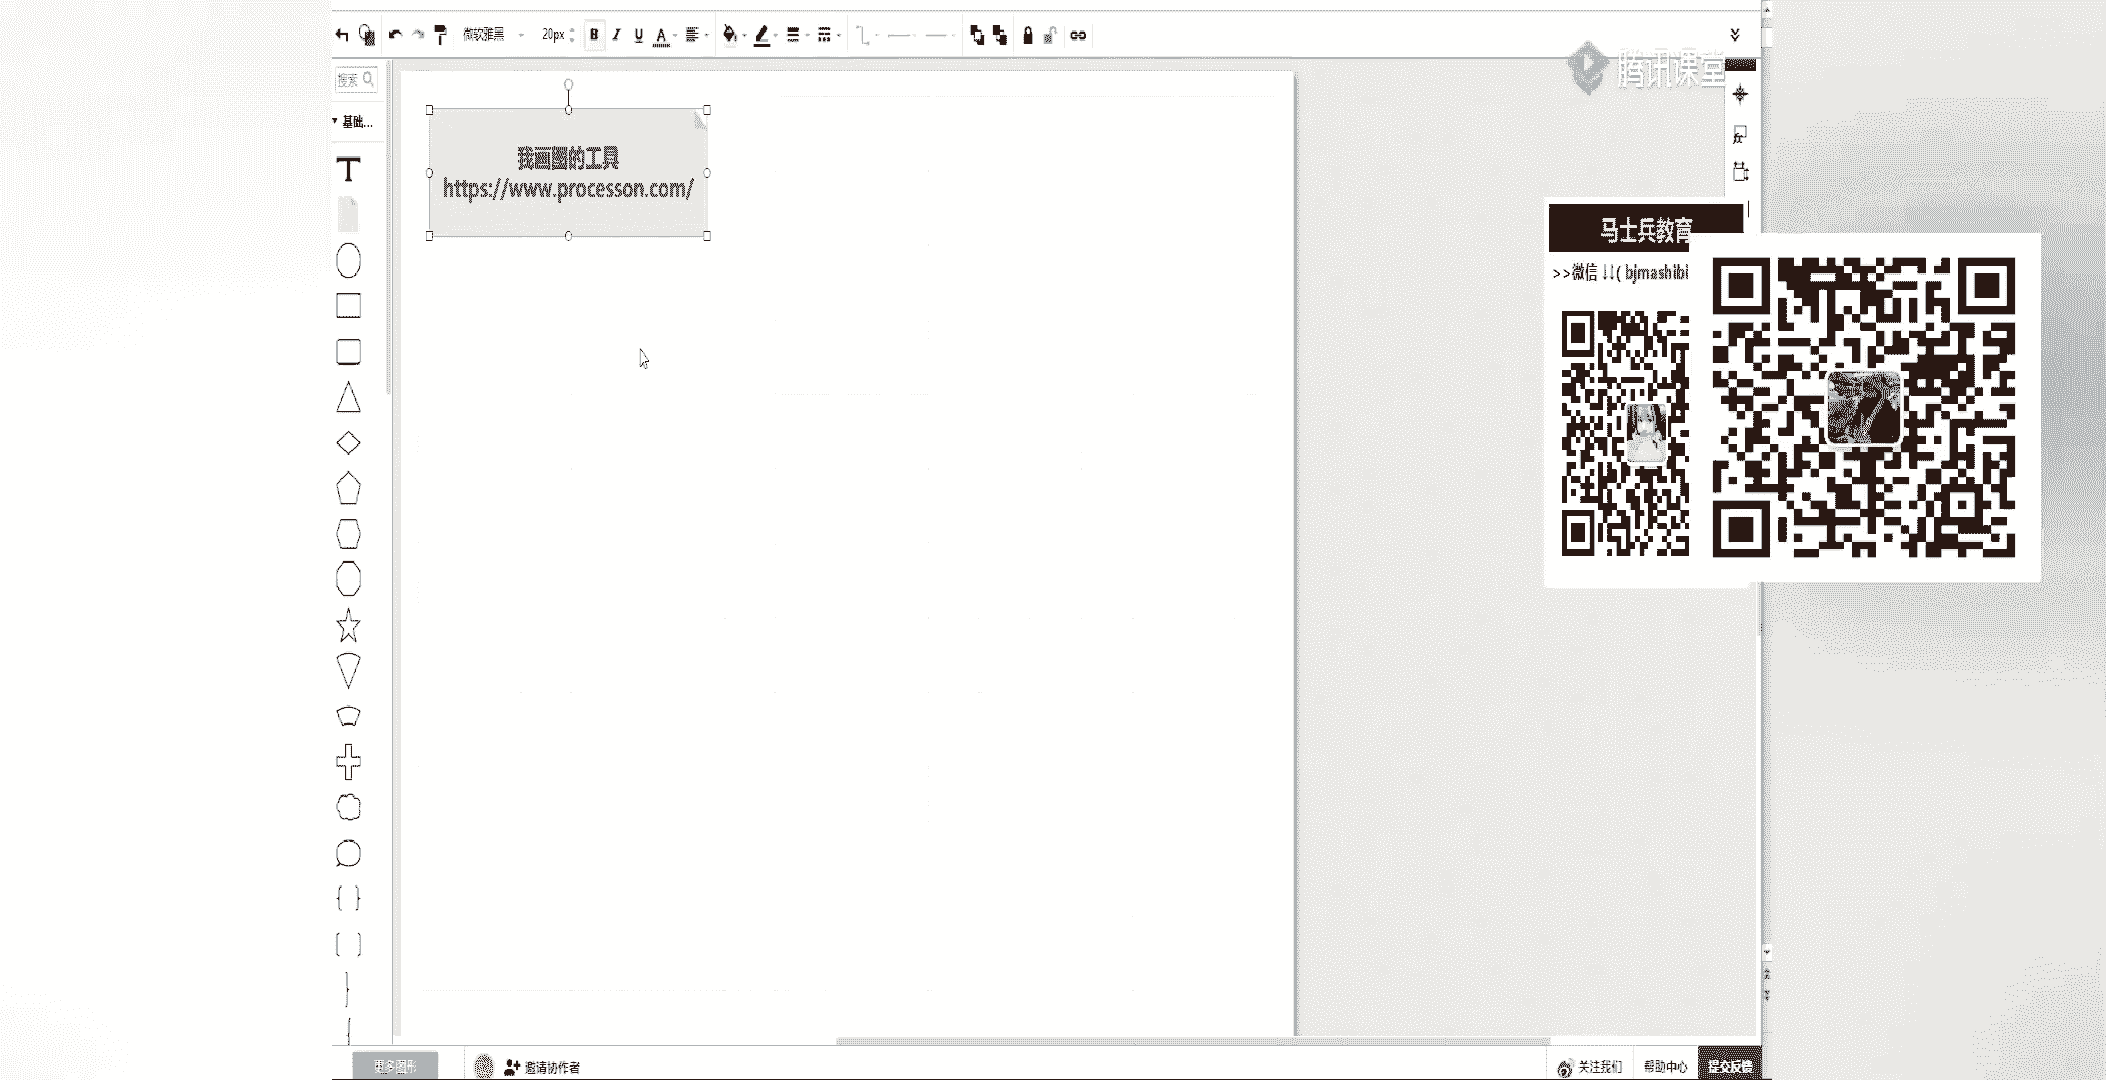 微软雅黑
20px
B I U A
腾讯课堂
搜索
基础...
我画图的工具
https://www.processon.com/
T
马士兵教育
>>微信 ↓↓( bjmashibi
更多图形
邀请协作者
关注我们
帮助中心
提交反馈